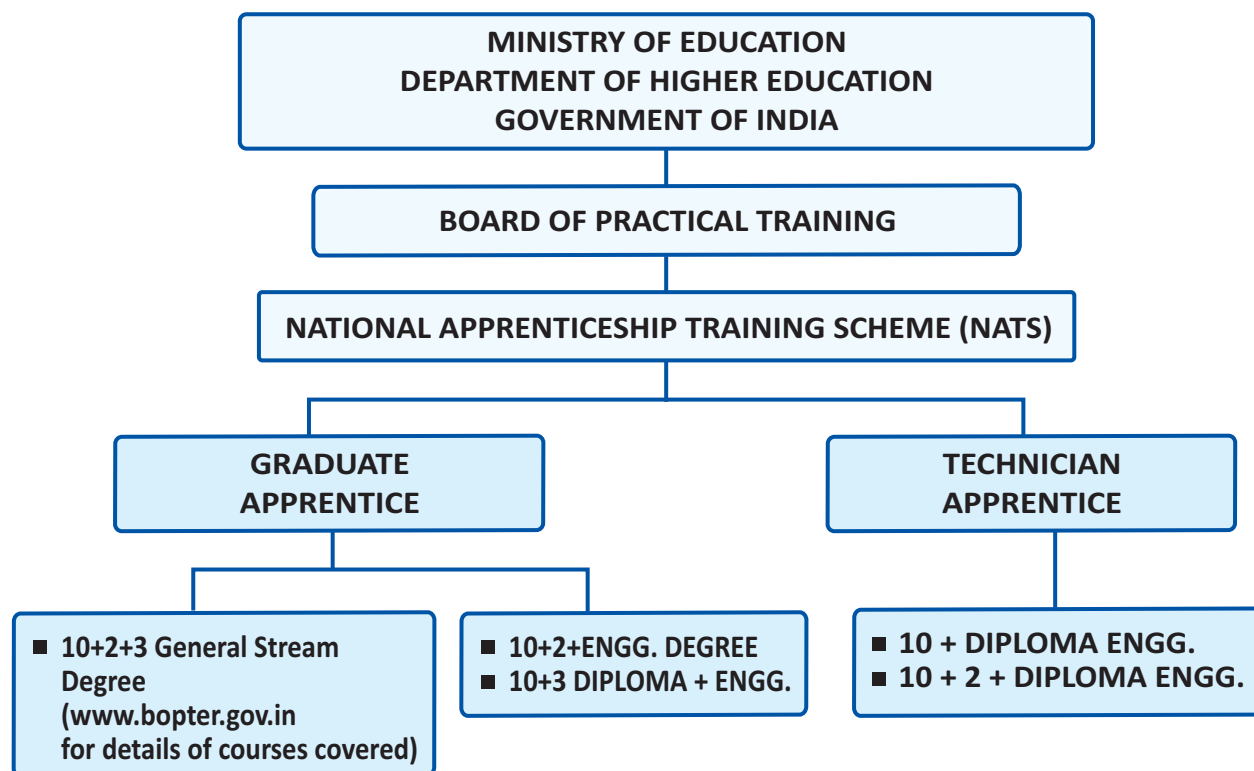 MINISTRY OF EDUCATION
DEPARTMENT OF HIGHER EDUCATION
GOVERNMENT OF INDIA
BOARD OF PRACTICAL TRAINING
NATIONAL APPRENTICESHIP TRAINING SCHEME (NATS)
GRADUATE
APPRENTICE
TECHNICIAN
APPRENTICE
■ 10+2+3 General Stream
Degree
(www.bopter.gov.in
for details of courses covered)
■ 10+2+ENGG. DEGREE
■ 10+3 DIPLOMA + ENGG.
■ 10 + DIPLOMA ENGG.
■ 10 + 2 + DIPLOMA ENGG.